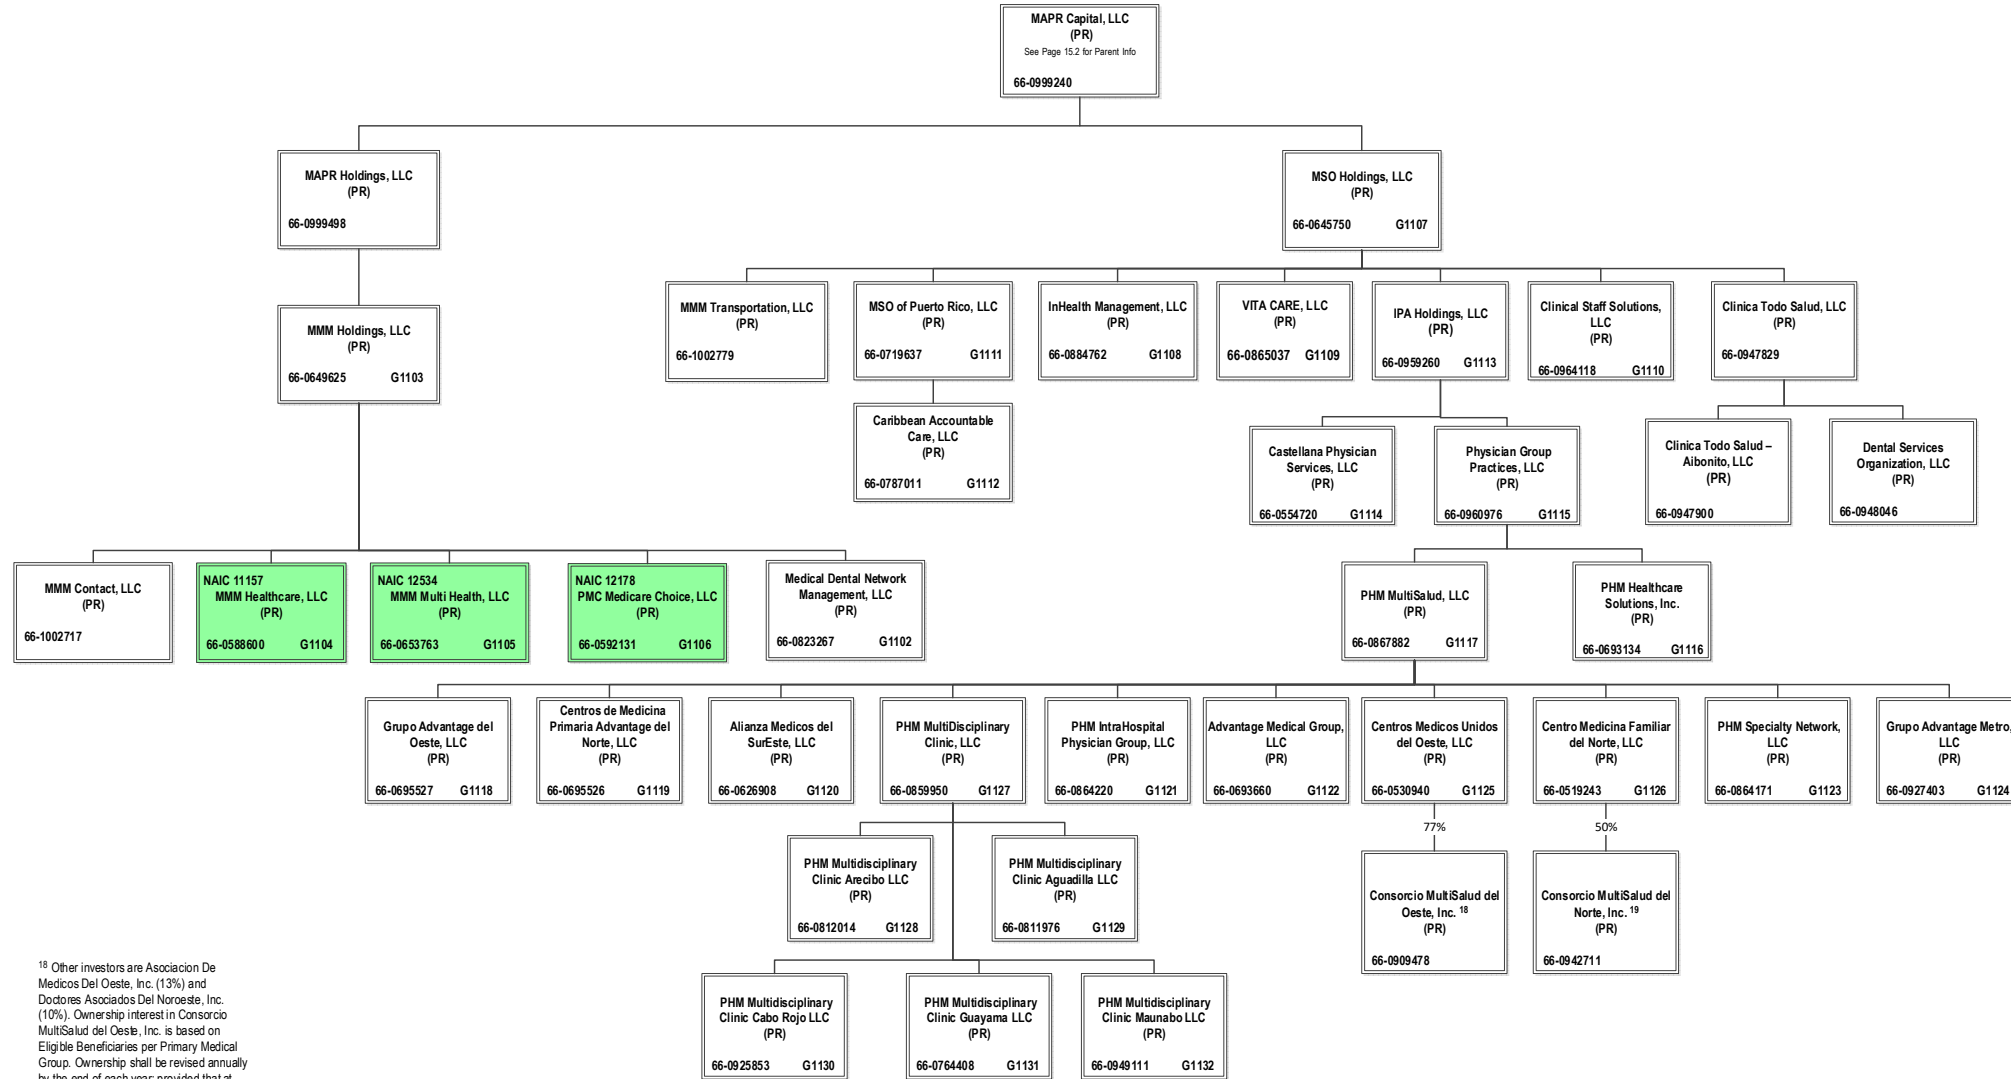 MAPR Capital, LLC
(PR)
See Page 15.2 for Parent Info
66-0999240
MAPR Holdings, LLC
(PR)
66-0999498
MSO Holdings, LLC
(PR)
66-0645750 G1107
MMM Holdings, LLC
(PR)
66-0649625 G1103
MMM Transportation, LLC
(PR)
66-1002779
MSO of Puerto Rico, LLC
(PR)
66-0719637 G1111
InHealth Management, LLC
(PR)
66-0884762 G1108
VITA CARE, LLC
(PR)
66-0865037 G1109
IPA Holdings, LLC
(PR)
66-0959260 G1113
Clinical Staff Solutions,
LLC
(PR)
66-0964118 G1110
Clinica Todo Salud, LLC
(PR)
66-0947829
Caribbean Accountable
Care, LLC
(PR)
66-0787011 G1112
Castellana Physician
Services, LLC
(PR)
66-0554720 G1114
Physician Group
Practices, LLC
(PR)
66-0960976 G1115
Clinica Todo Salud –
Aibonito, LLC
(PR)
66-0947900
Dental Services
Organization, LLC
(PR)
66-0948046
MMM Contact, LLC
(PR)
66-1002717
NAIC 11157
MMM Healthcare, LLC
(PR)
66-0588600 G1104
NAIC 12534
MMM Multi Health, LLC
(PR)
66-0653763 G1105
NAIC 12178
PMC Medicare Choice, LLC
(PR)
66-0592131 G1106
Medical Dental Network
Management, LLC
(PR)
66-0823267 G1102
PHM MultiSalud, LLC
(PR)
66-0867882 G1117
PHM Healthcare
Solutions, Inc.
(PR)
66-0693134 G1116
Grupo Advantage del
Oeste, LLC
(PR)
66-0695527 G1118
Centros de Medicina
Primaria Advantage del
Norte, LLC
(PR)
66-0695526 G1119
Alianza Medicos del
SurEste, LLC
(PR)
66-0626908 G1120
PHM MultiDisciplinary
Clinic, LLC
(PR)
66-0859950 G1127
PHM IntraHospital
Physician Group, LLC
(PR)
66-0864220 G1121
Advantage Medical Group,
LLC
(PR)
66-0693660 G1122
Centros Medicos Unidos
del Oeste, LLC
(PR)
66-0530940 G1125
Centro Medicina Familiar
del Norte, LLC
(PR)
66-0519243 G1126
PHM Specialty Network,
LLC
(PR)
66-0864171 G1123
Grupo Advantage Metro,
LLC
(PR)
66-0927403 G1124
77%
50%
PHM Multidisciplinary
Clinic Arecibo LLC
(PR)
66-0812014 G1128
PHM Multidisciplinary
Clinic Aguadilla LLC
(PR)
66-0811976 G1129
Consorcio MultiSalud del
Oeste, Inc. 18
(PR)
66-0909478
Consorcio MultiSalud del
Norte, Inc. 19
(PR)
66-0942711
PHM Multidisciplinary
Clinic Cabo Rojo LLC
(PR)
66-0925853 G1130
PHM Multidisciplinary
Clinic Guayama LLC
(PR)
66-0764408 G1131
PHM Multidisciplinary
Clinic Maunabo LLC
(PR)
66-0949111 G1132
18 Other investors are Asociacion De
Medicos Del Oeste, Inc. (13%) and
Doctores Asociados Del Noroeste, Inc.
(10%). Ownership interest in Consorcio
MultiSalud del Oeste, Inc. is based on
Eligible Beneficiaries per Primary Medical
Group. Ownership shall be revised annually
by the end of each year; provided that at